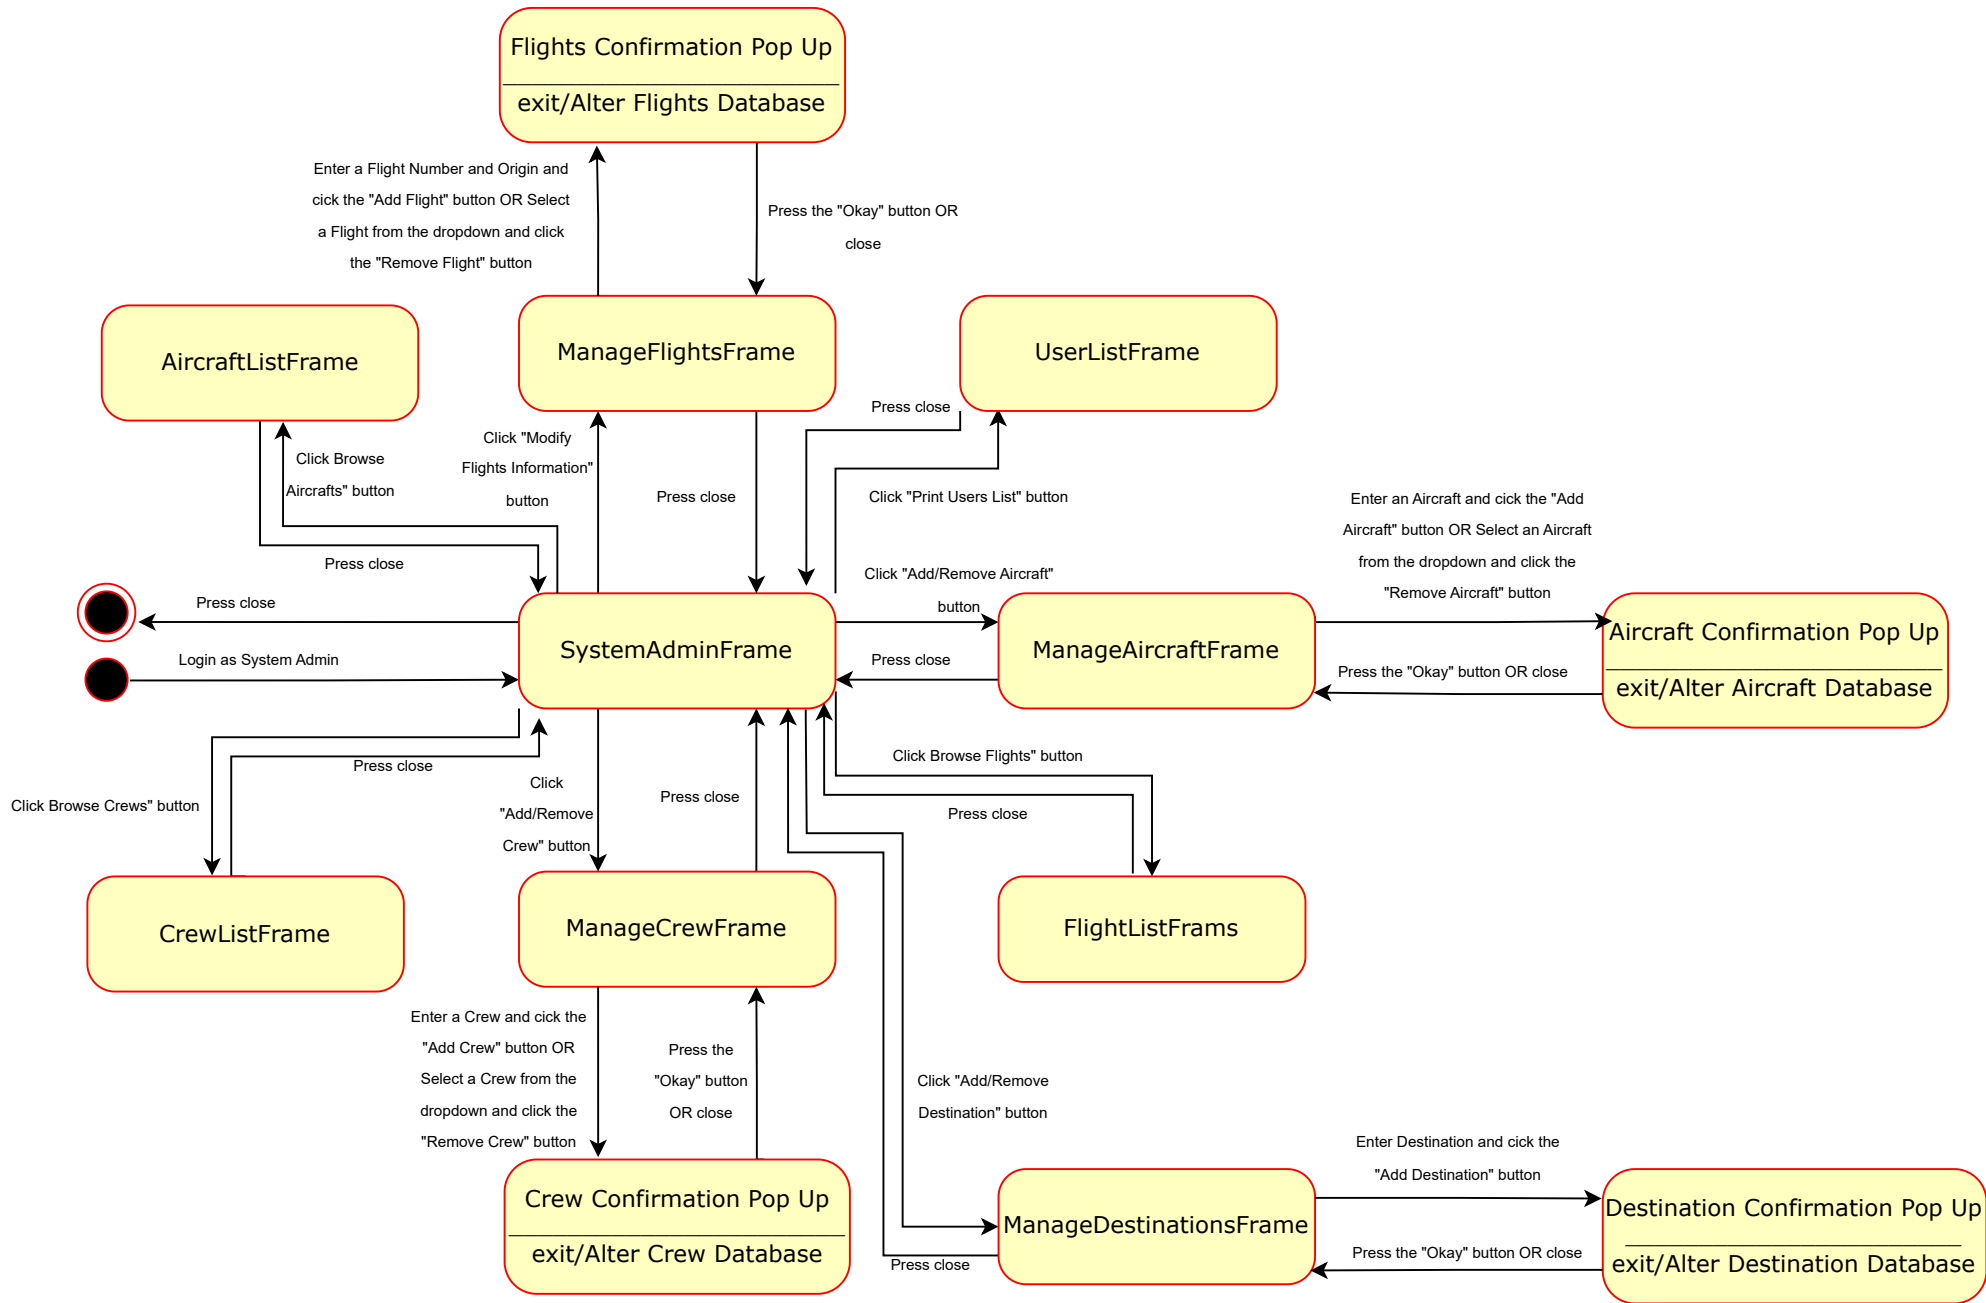 Flights Confirmation Pop Up
exit/Alter Flights Database
Enter a Flight Number and Origin and
cick the "Add Flight" button OR Select
a Flight from the dropdown and click
the "Remove Flight" button
Press the "Okay" button OR
close
AircraftListFrame
ManageFlightsFrame
UserListFrame
Click Browse
Aircrafts" button
Press close
Click "Modify
Flights Information"
button
Press close
Press close
Click "Print Users List" button
Click "Add/Remove Aircraft"
button
Enter an Aircraft and cick the "Add
Aircraft" button OR Select an Aircraft
from the dropdown and click the
"Remove Aircraft" button
Press close
Login as System Admin
SystemAdminFrame
Press close
ManageAircraftFrame
Press the "Okay" button OR close
Aircraft Confirmation Pop Up
exit/Alter Aircraft Database
Click Browse Crews" button
Press close
Click
"Add/Remove
Crew" button
Press close
Click Browse Flights" button
Press close
CrewListFrame
ManageCrewFrame
FlightListFrams
Enter a Crew and cick the
"Add Crew" button OR
Select a Crew from the
dropdown and click the
"Remove Crew" button
Press the
"Okay" button
OR close
Click "Add/Remove
Destination" button
Enter Destination and cick the
"Add Destination" button
Crew Confirmation Pop Up
exit/Alter Crew Database
Press close
ManageDestinationsFrame
Press the "Okay" button OR close
Destination Confirmation Pop Up
exit/Alter Destination Database